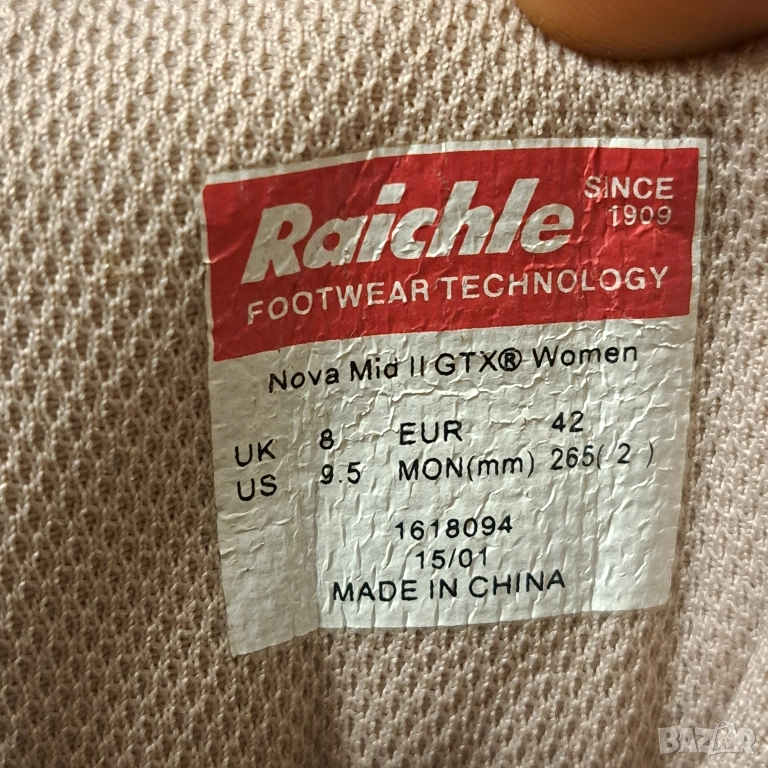 Raichle SINCE 1909
FOOTWEAR TECHNOLOGY
Nova Mid II GTX® Women
UK 8 EUR 42
US 9.5 MON(mm) 265( 2 )
1618094
15/01
MADE IN CHINA
BAZAR